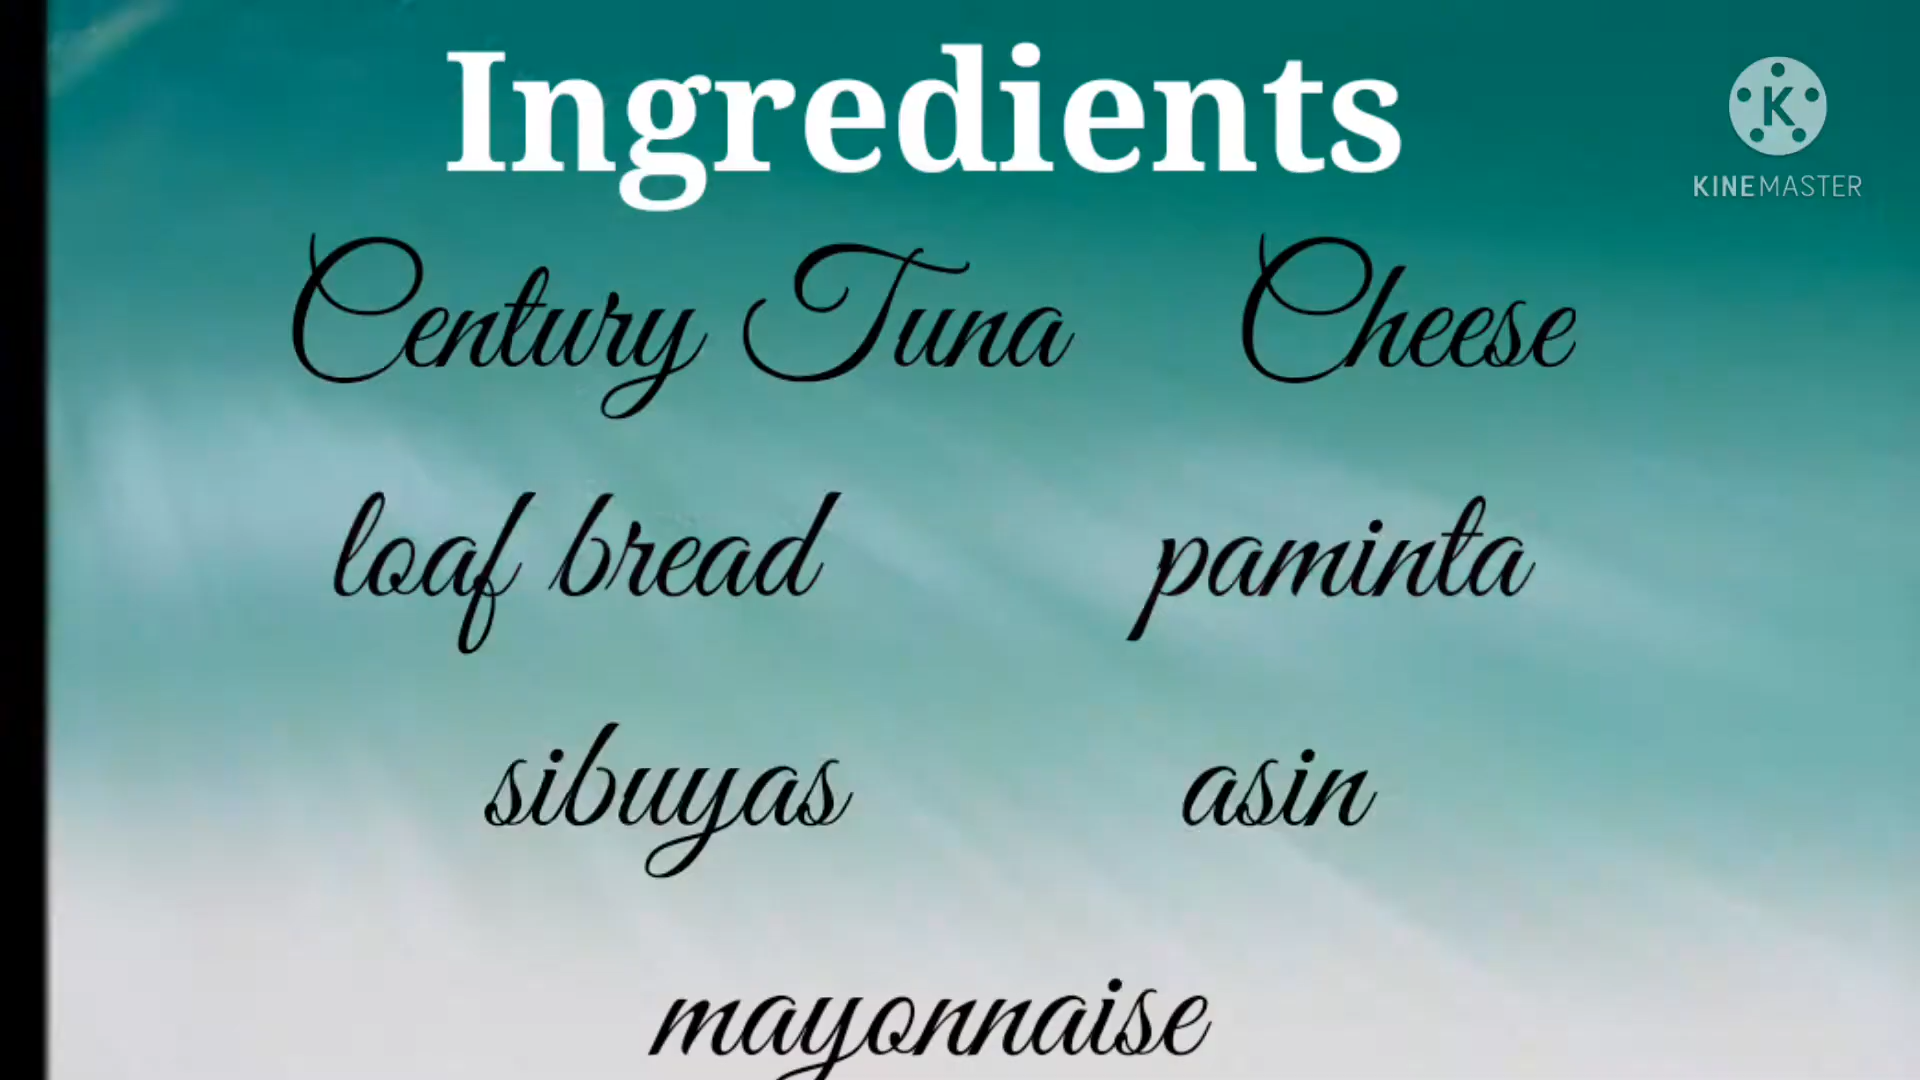 Ingredients
KINEMASTER
Century Tuna Cheese
loaf bread paminta
sibuyas asin
mayonnaise